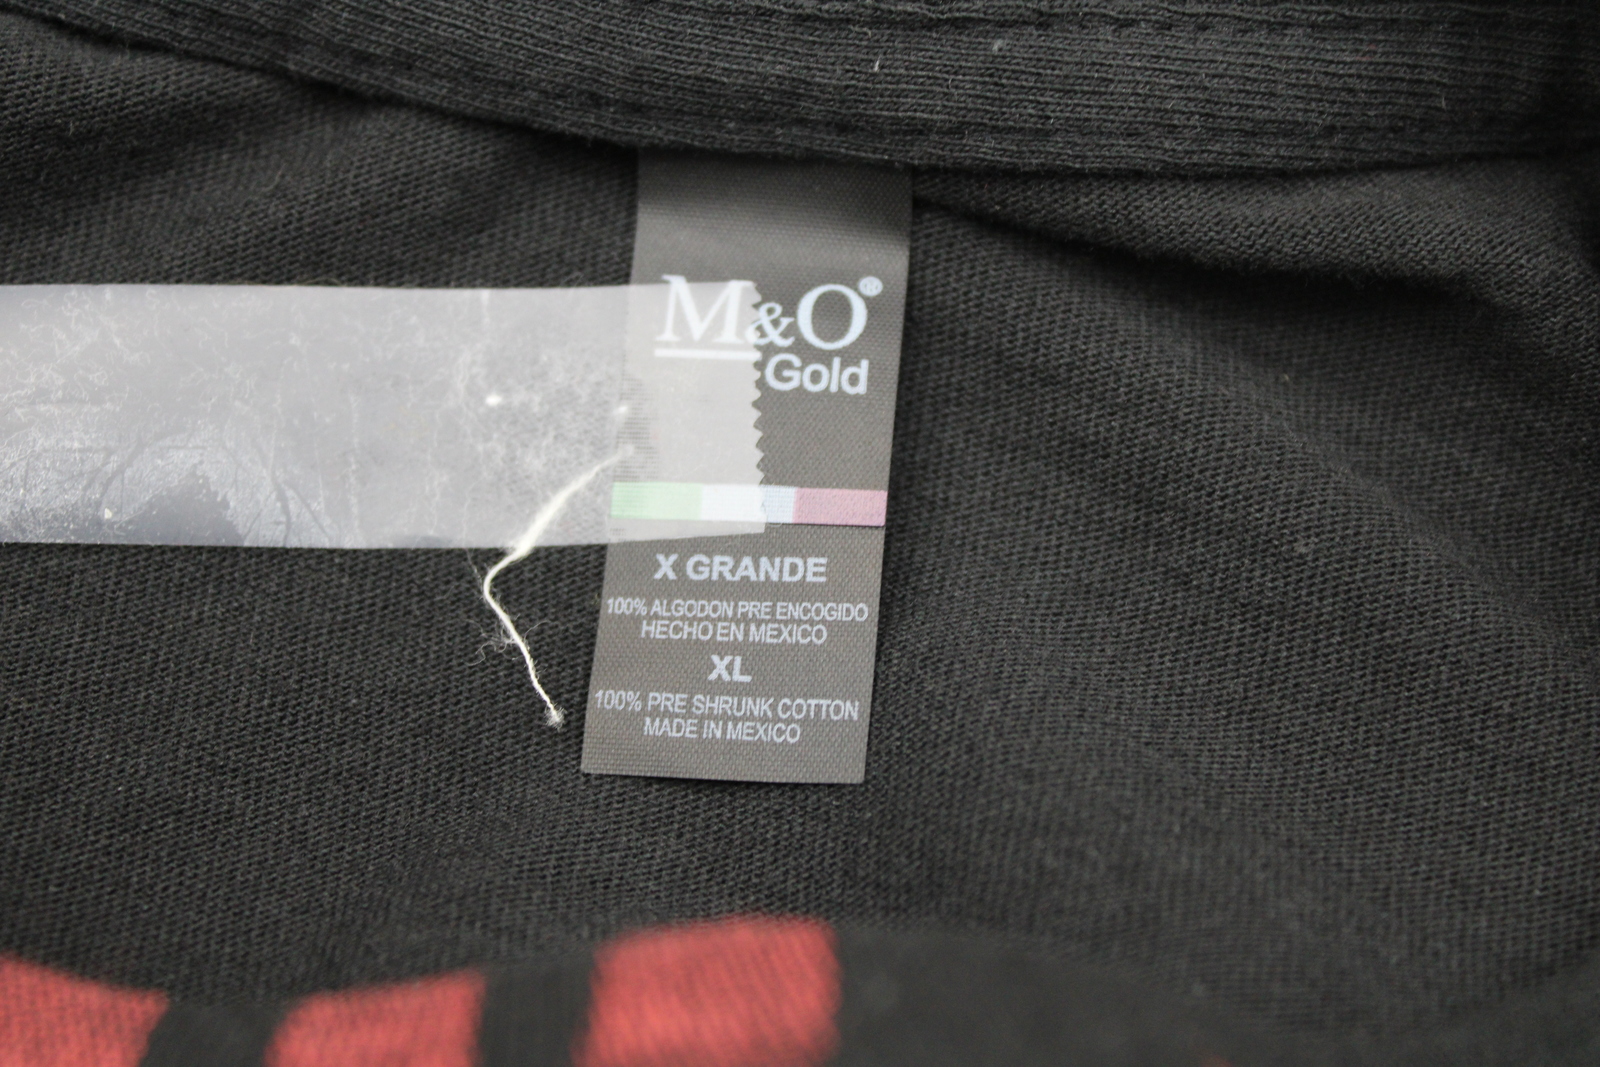 M&O®
Gold
X GRANDE
100% ALGODON PRE ENCOGIDO
HECHO EN MEXICO
XL
100% PRE SHRUNK COTTON
MADE IN MEXICO